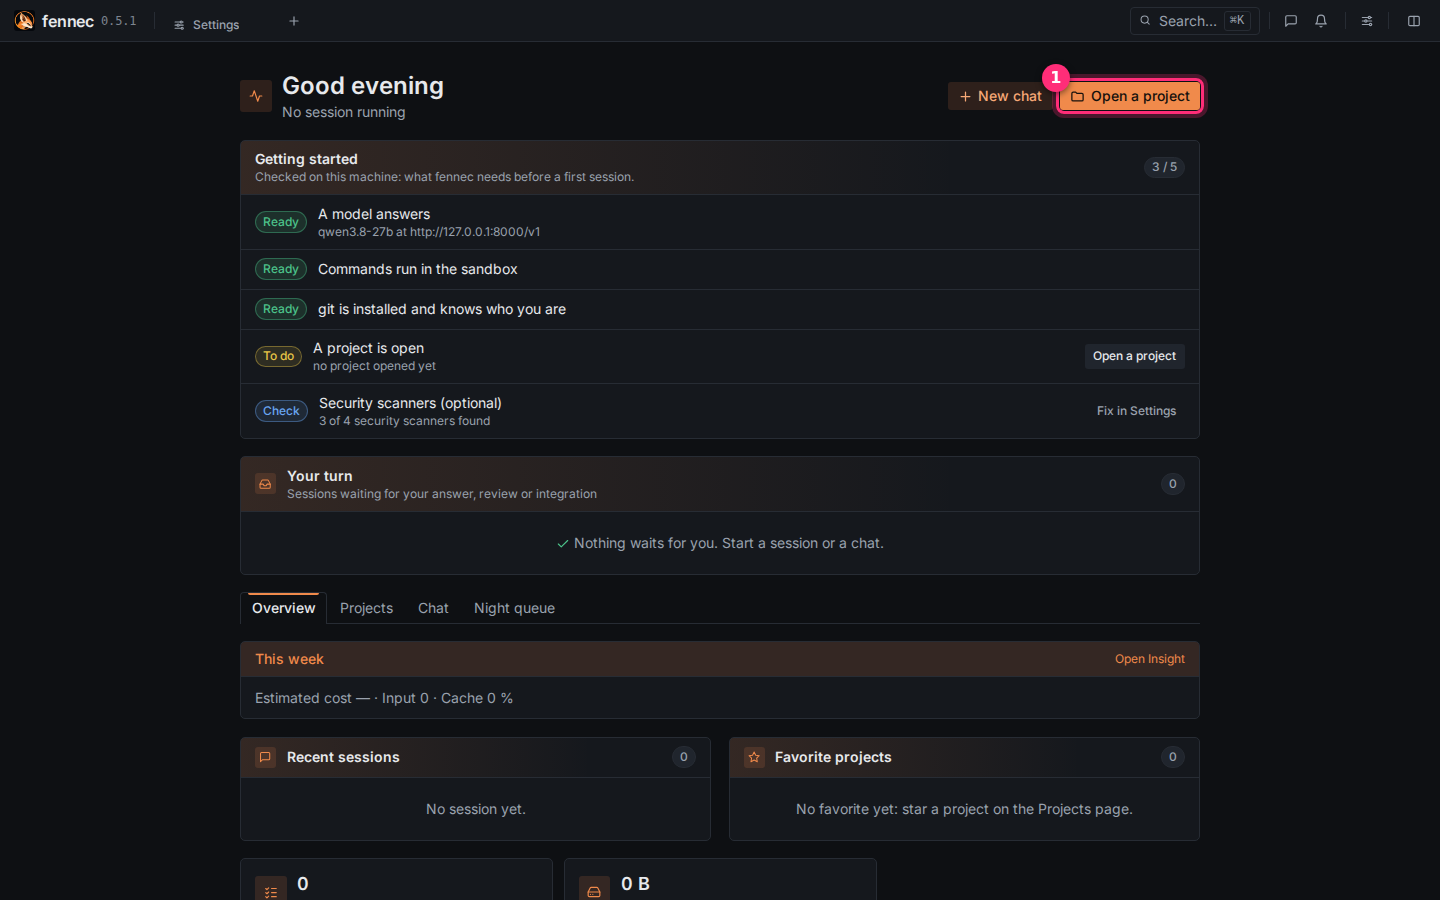 fennec 0.5.1
Settings
Search... ⌘K
Good evening
No session running
New chat
1
Open a project
Getting started
Checked on this machine: what fennec needs before a first session.
3 / 5
Ready
A model answers
qwen3.8-27b at http://127.0.0.1:8000/v1
Ready
Commands run in the sandbox
Ready
git is installed and knows who you are
To do
A project is open
no project opened yet
Open a project
Check
Security scanners (optional)
3 of 4 security scanners found
Fix in Settings
Your turn
Sessions waiting for your answer, review or integration
0
Nothing waits for you. Start a session or a chat.
Overview
Projects
Chat
Night queue
This week
Open Insight
Estimated cost — · Input 0 · Cache 0 %
Recent sessions
0
No session yet.
Favorite projects
0
No favorite yet: star a project on the Projects page.
0
0 B